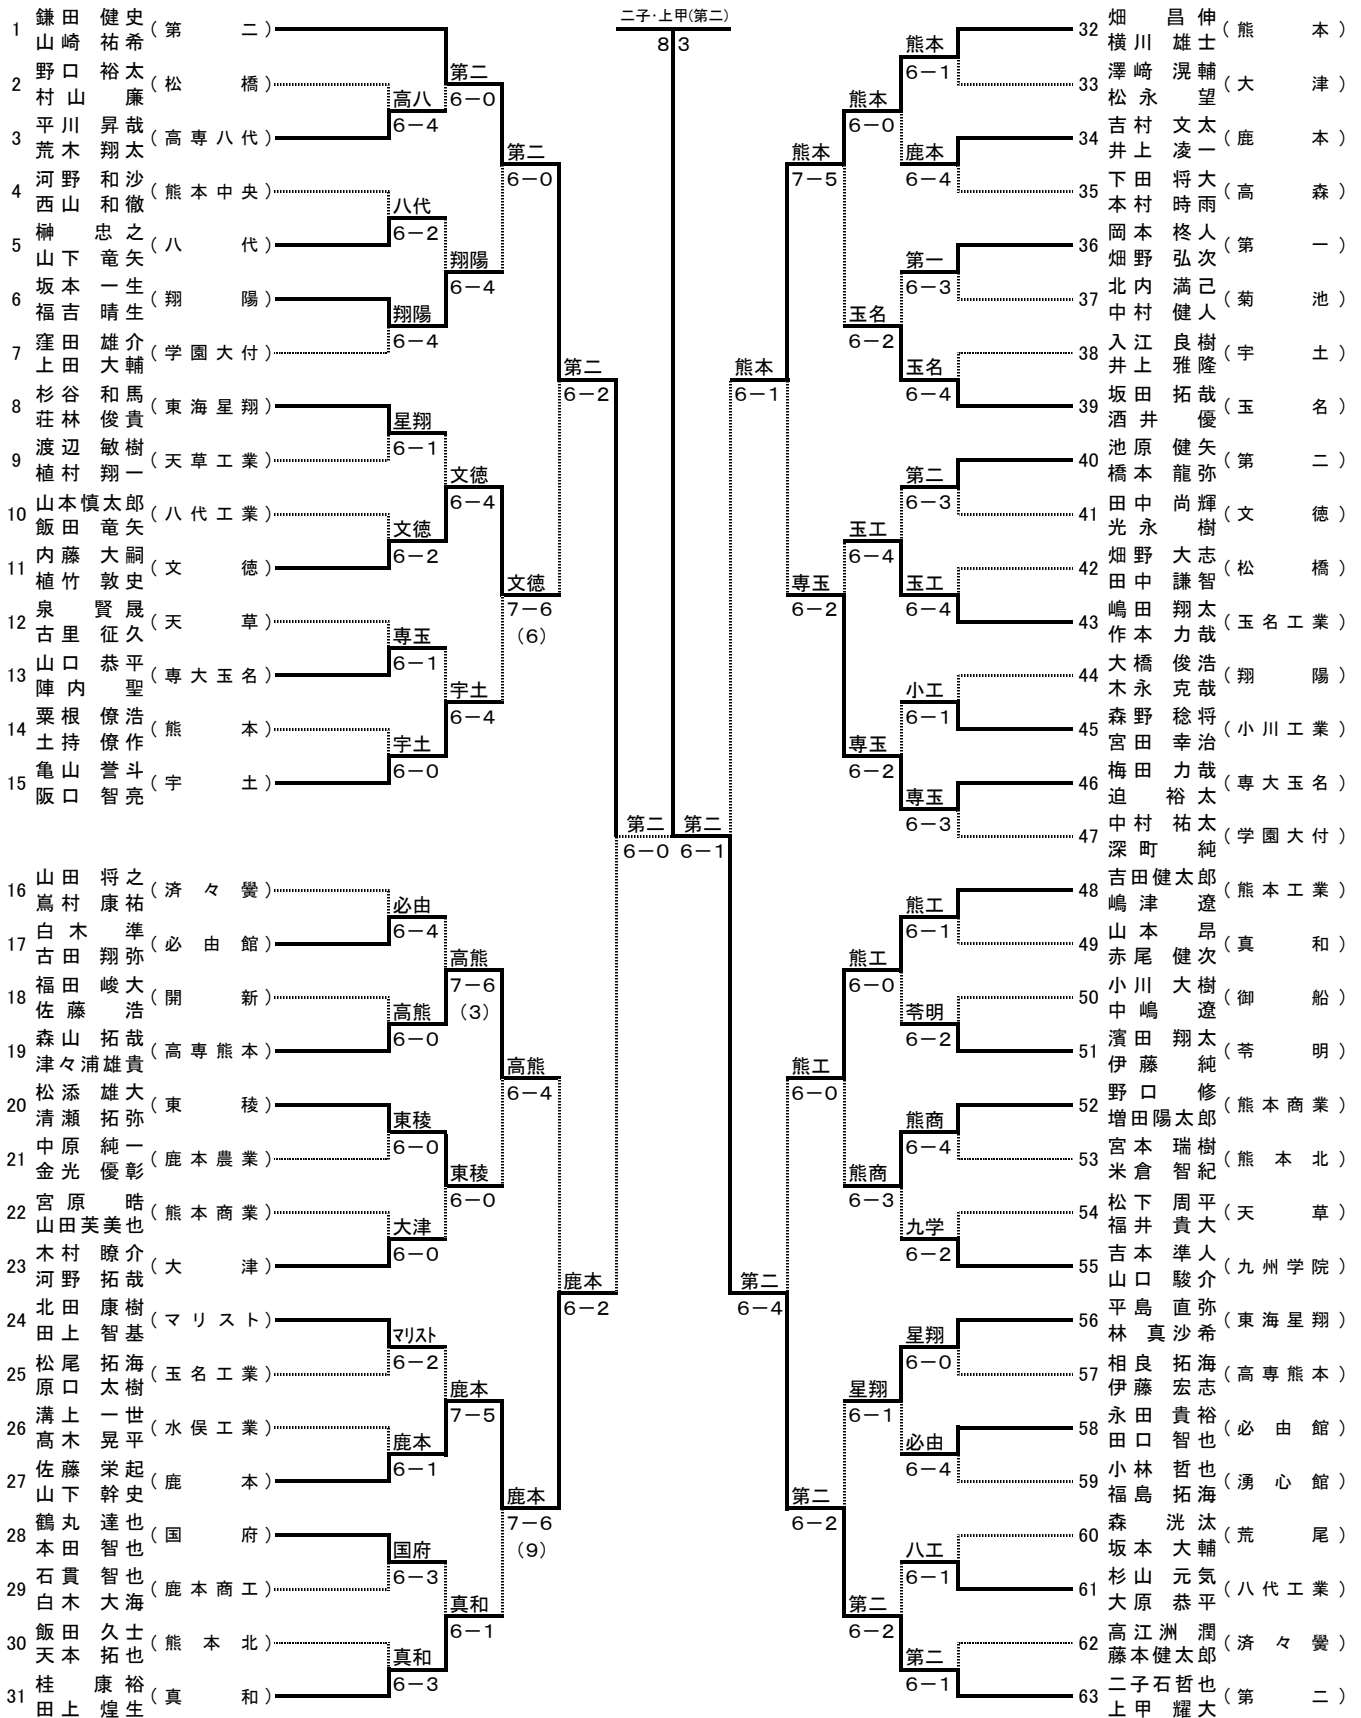 二子･上甲(第二)
8 3
1 鎌田 健史 山崎 祐希 (第二)
2 野口 裕太 村山 廉 (松橋)
3 平川 昇哉 荒木 翔太 (高専八代)
4 河野 和沙 西山 和徹 (熊本中央)
5 榊 忠之 山下 竜矢 (八代)
6 坂本 一生 福吉 晴生 (翔陽)
7 窪田 雄介 上田 大輔 (学園大付)
8 杉谷 和馬 荘林 俊貴 (東海星翔)
9 渡辺 敏樹 植村 翔一 (天草工業)
10 山本慎太郎 飯田 竜矢 (八代工業)
11 内藤 大嗣 植竹 敦史 (文徳)
12 泉 賢晟 古里 征久 (天草)
13 山口 恭平 陣内 聖 (専大玉名)
14 粟根 僚浩 土持 僚作 (熊本)
15 亀山 誉斗 阪口 智亮 (宇土)
16 山田 将之 嶌村 康祐 (済々黌)
17 白木 準 古田 翔弥 (必由館)
18 福田 峻大 佐藤 浩 (開新)
19 森山 拓哉 津々浦雄貴 (高専熊本)
20 松添 雄大 清瀬 拓弥 (東稜)
21 中原 純一 金光 優彰 (鹿本農業)
22 宮原 晧 山田芙美也 (熊本商業)
23 木村 瞭介 河野 拓哉 (大津)
24 北田 康樹 田上 智基 (マリスト)
25 松尾 拓海 原口 太樹 (玉名工業)
26 溝上 一世 髙木 晃平 (水俣工業)
27 佐藤 栄起 山下 幹史 (鹿本)
28 鶴丸 達也 本田 智也 (国府)
29 石貫 智也 白木 大海 (鹿本商工)
30 飯田 久士 天本 拓也 (熊本北)
31 桂 康裕 田上 煌生 (真和)
高八 6-4
八代 6-2
翔陽 6-4
星翔 6-1
文徳 6-2
専玉 6-1
宇土 6-0
必由 6-4
高熊 6-0
東稜 6-0
大津 6-0
マリスト 6-2
鹿本 6-1
国府 6-3
真和 6-3
第二 6-0
翔陽 6-4
文徳 6-4
宇土 6-4
高熊 7-6 (3)
東稜 6-0
鹿本 7-5
真和 6-1
第二 6-0
文徳 7-6 (6)
高熊 6-4
鹿本 7-6 (9)
第二 6-2
鹿本 6-2
第二 6-0
第二 6-1
熊本 6-1
第二 6-4
熊本 7-5
専玉 6-2
熊工 6-0
第二 6-2
熊本 6-0
玉名 6-2
玉工 6-4
専玉 6-2
熊工 6-0
熊商 6-3
星翔 6-1
第二 6-2
熊本 6-1
鹿本 6-4
第一 6-3
玉名 6-4
第二 6-3
玉工 6-4
小工 6-1
専玉 6-3
熊工 6-1
苓明 6-2
熊商 6-4
九学 6-2
星翔 6-0
必由 6-4
八工 6-1
第二 6-1
32 畑 昌伸 横川 雄士 (熊本)
33 澤﨑 滉輔 松永 望 (大津)
34 吉村 文太 井上 凌一 (鹿本)
35 下田 将大 本村 時雨 (高森)
36 岡本 柊人 畑野 弘次 (第一)
37 北内 満己 中村 健人 (菊池)
38 入江 良樹 井上 雅隆 (宇土)
39 坂田 拓哉 酒井 優 (玉名)
40 池原 健矢 橋本 龍弥 (第二)
41 田中 尚輝 光永 樹 (文徳)
42 畑野 大志 田中 謙智 (松橋)
43 嶋田 翔太 作本 力哉 (玉名工業)
44 大橋 俊浩 木永 克哉 (翔陽)
45 森野 稔将 宮田 幸治 (小川工業)
46 梅田 力哉 迫 裕太 (専大玉名)
47 中村 祐太 深町 純 (学園大付)
48 吉田健太郎 嶋津 遼 (熊本工業)
49 山本 昂 赤尾 健次 (真和)
50 小川 大樹 中嶋 遼 (御船)
51 濱田 翔太 伊藤 純 (苓明)
52 野口 修 増田陽太郎 (熊本商業)
53 宮本 瑞樹 米倉 智紀 (熊本北)
54 松下 周平 福井 貴大 (天草)
55 吉本 準人 山口 駿介 (九州学院)
56 平島 直弥 林 真沙希 (東海星翔)
57 相良 拓海 伊藤 宏志 (高専熊本)
58 永田 貴裕 田口 智也 (必由館)
59 小林 哲也 福島 拓海 (湧心館)
60 森 洸汰 坂本 大輔 (荒尾)
61 杉山 元気 大原 恭平 (八代工業)
62 高江洲 潤 藤本健太郎 (済々黌)
63 二子石哲也 上甲 耀大 (第二)